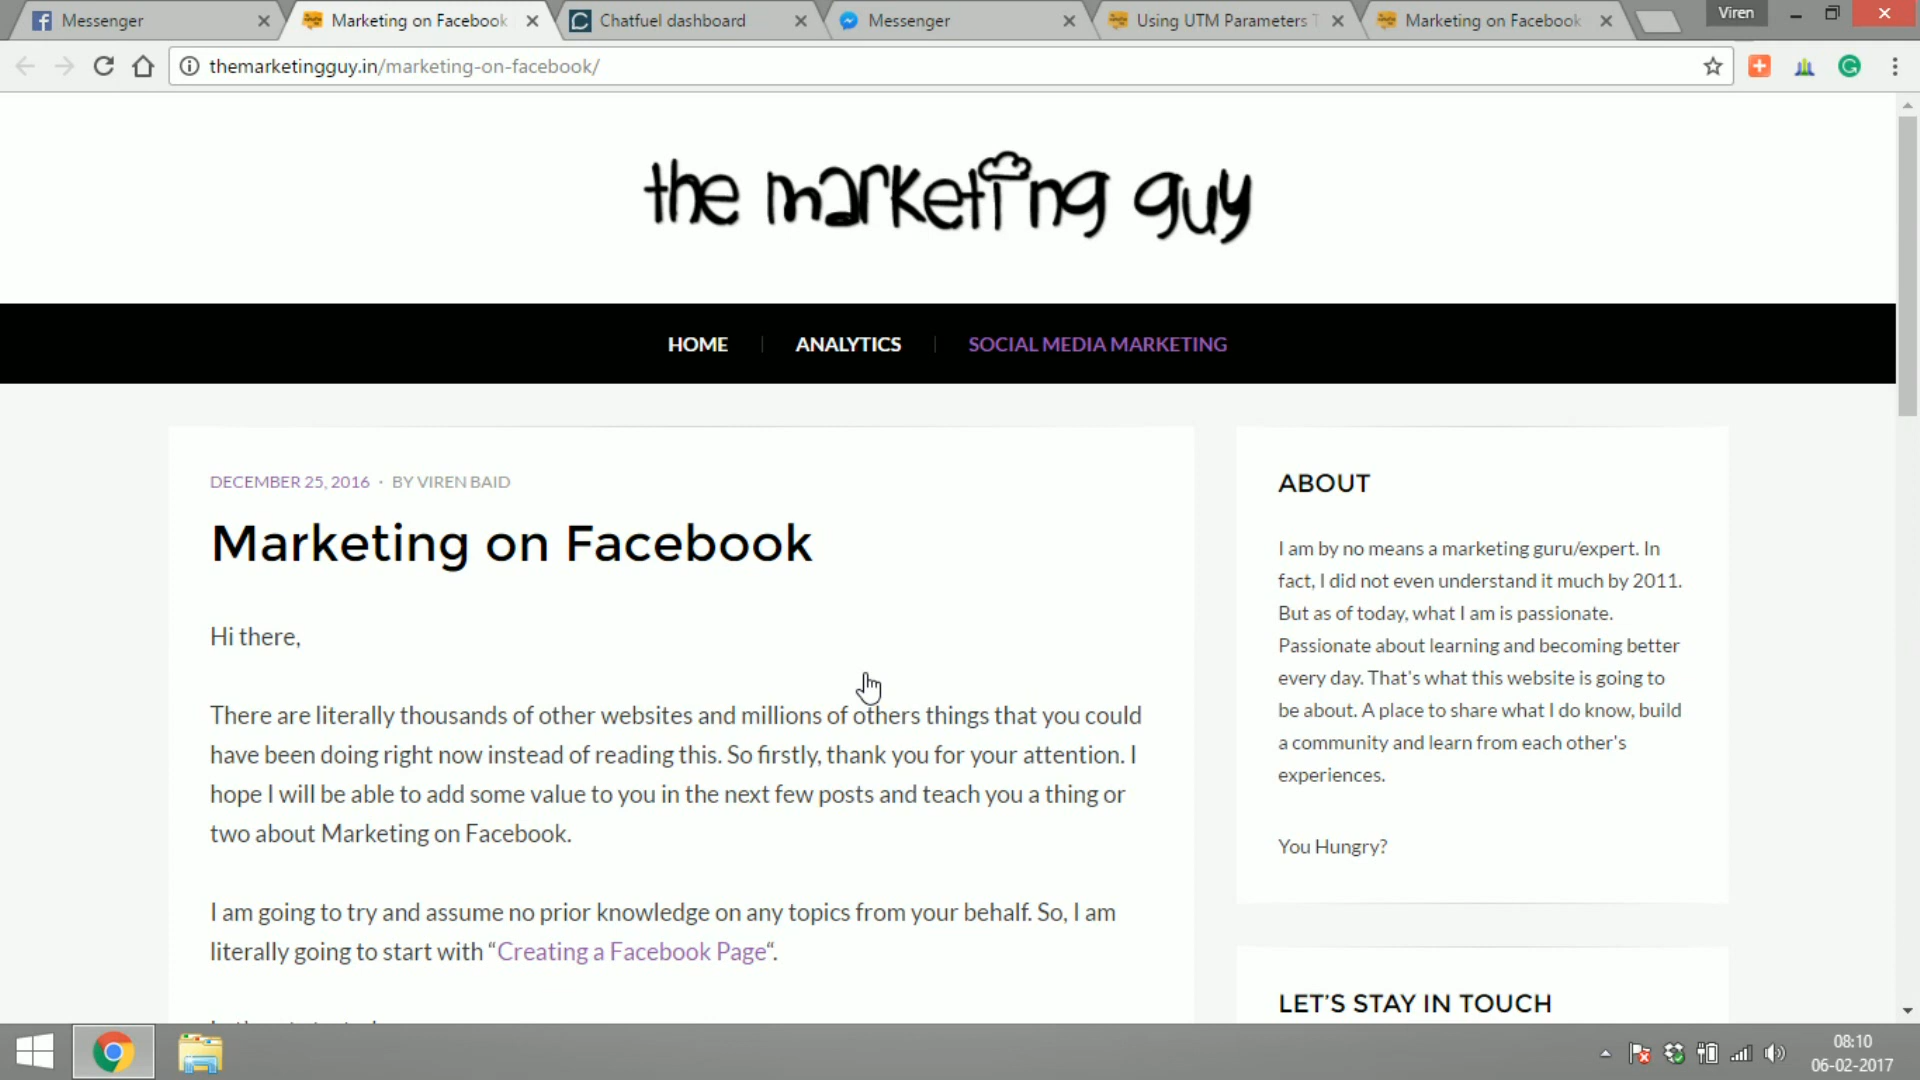 Messenger
Marketing on Facebook
Chatfuel dashboard
Messenger
Using UTM Parameters T
Marketing on Facebook
Viren
themarketingguy.in/marketing-on-facebook/
the marketing guy
HOME
ANALYTICS
SOCIAL MEDIA MARKETING
DECEMBER 25, 2016 · BY VIREN BAID
Marketing on Facebook
Hi there,
There are literally thousands of other websites and millions of others things that you could
have been doing right now instead of reading this. So firstly, thank you for your attention. I
hope I will be able to add some value to you in the next few posts and teach you a thing or
two about Marketing on Facebook.
I am going to try and assume no prior knowledge on any topics from your behalf. So, I am
literally going to start with “Creating a Facebook Page“.
ABOUT
I am by no means a marketing guru/expert. In
fact, I did not even understand it much by 2011.
But as of today, what I am is passionate.
Passionate about learning and becoming better
every day. That's what this website is going to
be about. A place to share what I do know, build
a community and learn from each other's
experiences.
You Hungry?
LET’S STAY IN TOUCH
08:10
06-02-2017